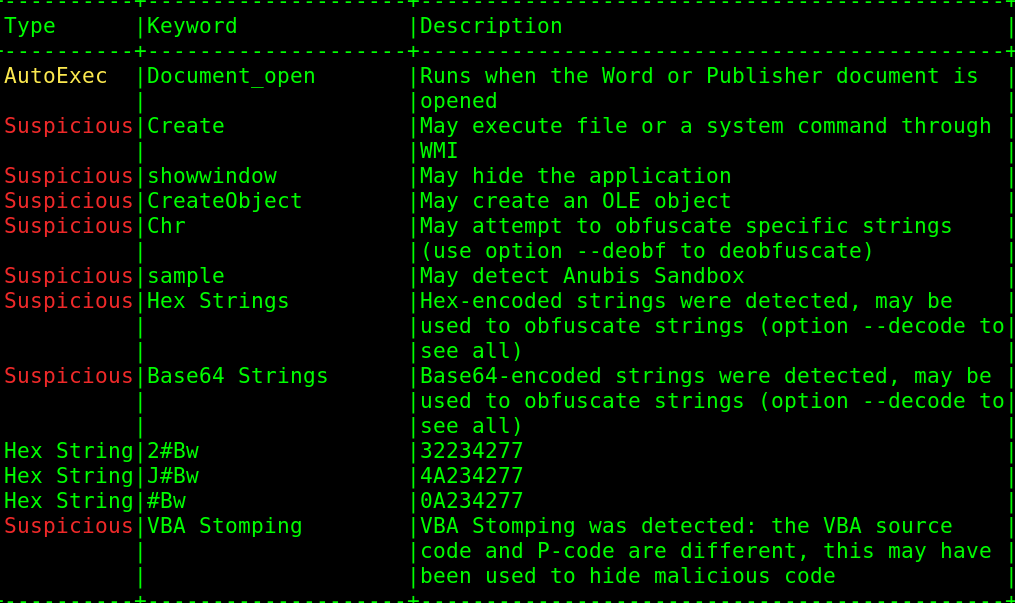 ----------+--------------------+---------------------------------------------+
Type      |Keyword             |Description                                  |
----------+--------------------+---------------------------------------------+
AutoExec  |Document_open       |Runs when the Word or Publisher document is  |
          |                    |opened                                       |
Suspicious|Create              |May execute file or a system command through |
          |                    |WMI                                          |
Suspicious|showwindow          |May hide the application                     |
Suspicious|CreateObject        |May create an OLE object                     |
Suspicious|Chr                 |May attempt to obfuscate specific strings    |
          |                    |(use option --deobf to deobfuscate)          |
Suspicious|sample              |May detect Anubis Sandbox                    |
Suspicious|Hex Strings         |Hex-encoded strings were detected, may be    |
          |                    |used to obfuscate strings (option --decode to|
          |                    |see all)                                     |
Suspicious|Base64 Strings      |Base64-encoded strings were detected, may be |
          |                    |used to obfuscate strings (option --decode to|
          |                    |see all)                                     |
Hex String|2#Bw                |32234277                                     |
Hex String|J#Bw                |4A234277                                     |
Hex String|#Bw                 |0A234277                                     |
Suspicious|VBA Stomping        |VBA Stomping was detected: the VBA source    |
          |                    |code and P-code are different, this may have |
          |                    |been used to hide malicious code             |
----------+--------------------+---------------------------------------------+